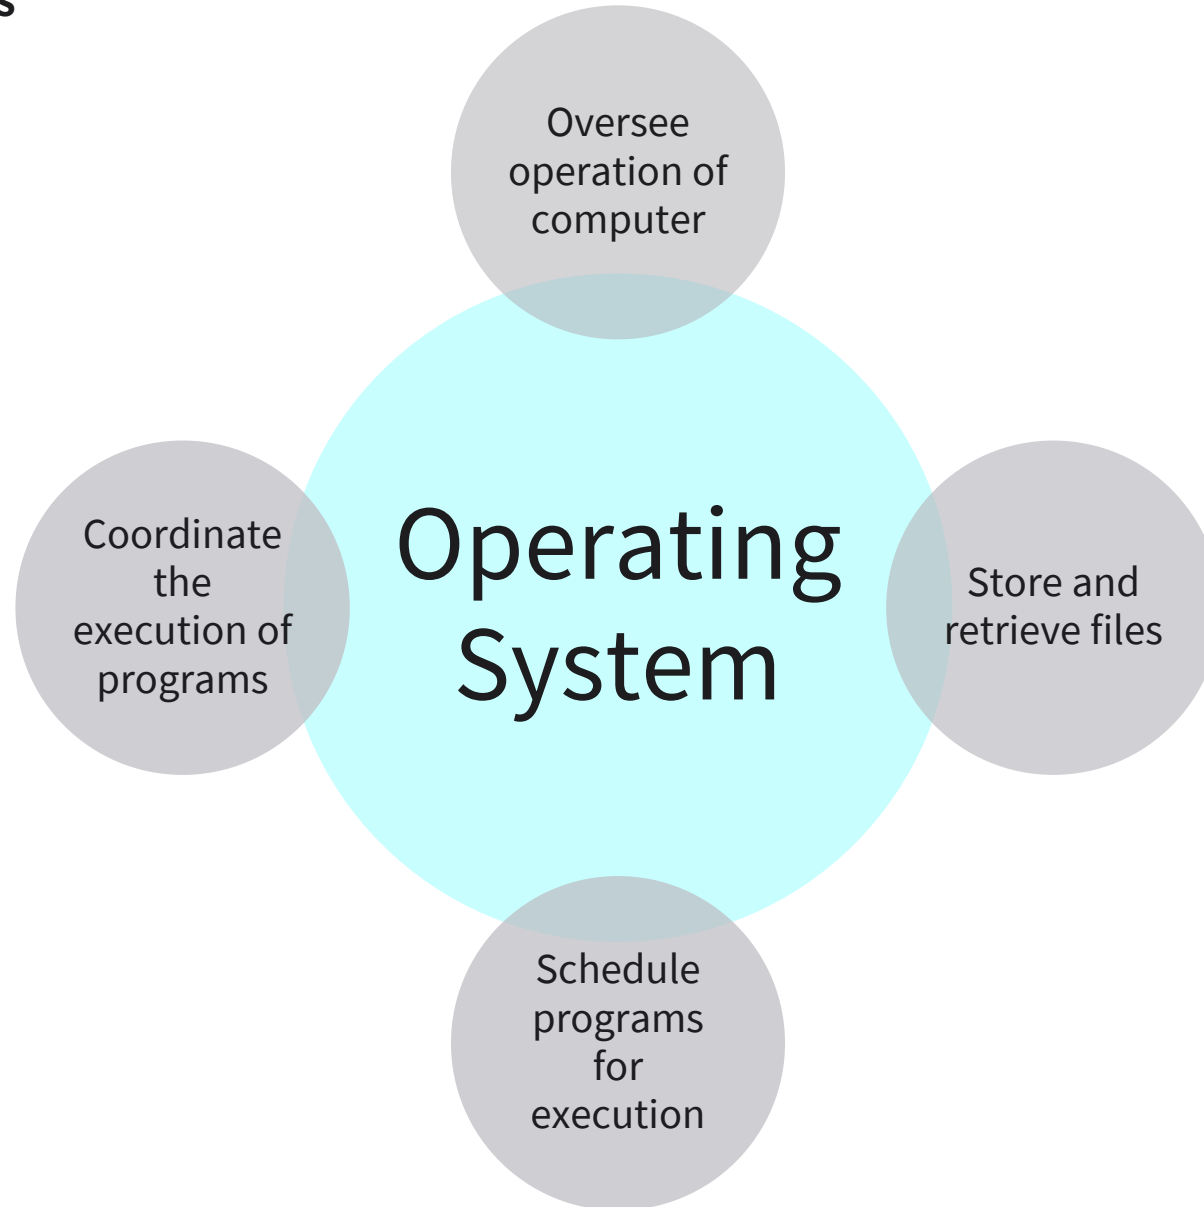 Oversee
operation of
computer
Operating
System
Coordinate
the
execution of
programs
Store and
retrieve files
Schedule
programs
for
execution